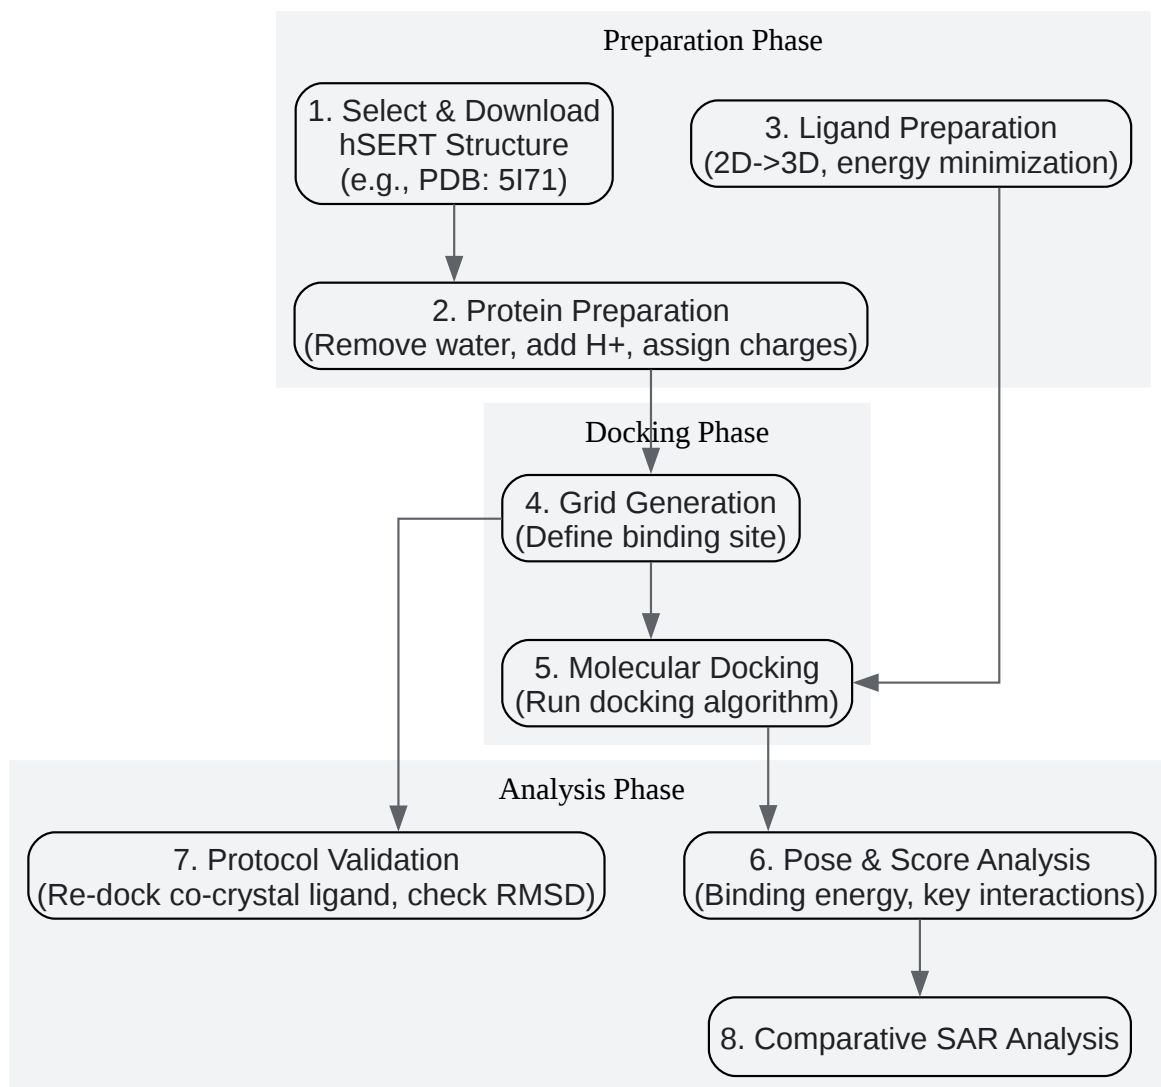 Preparation Phase
1. Select & Download
hSERT Structure
(e.g., PDB: 5I71)
3. Ligand Preparation
(2D->3D, energy minimization)
2. Protein Preparation
(Remove water, add H+, assign charges)
Docking Phase
4. Grid Generation
(Define binding site)
5. Molecular Docking
(Run docking algorithm)
Analysis Phase
7. Protocol Validation
(Re-dock co-crystal ligand, check RMSD)
6. Pose & Score Analysis
(Binding energy, key interactions)
8. Comparative SAR Analysis